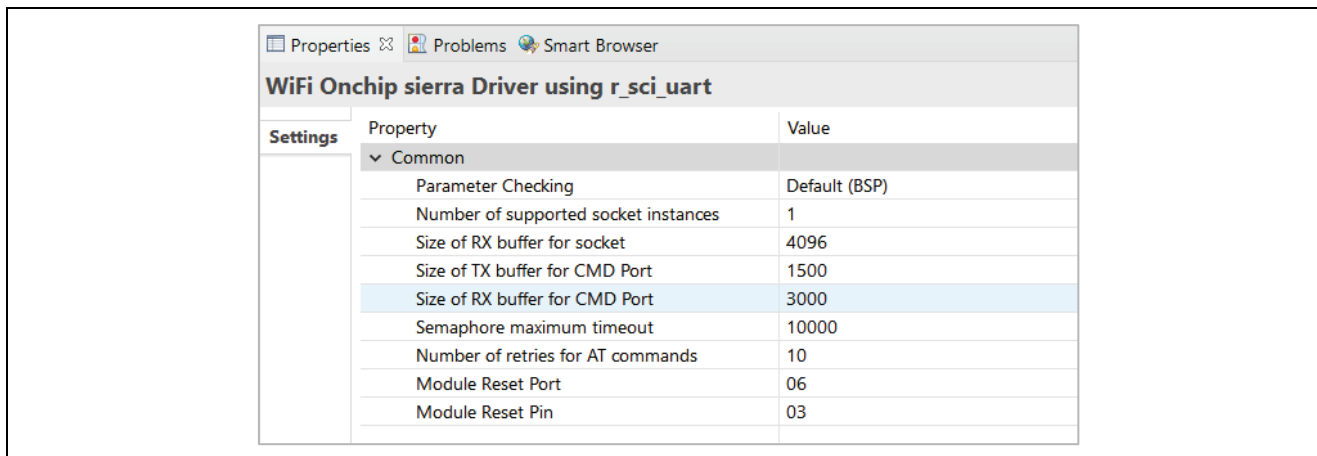 Properties Problems Smart Browser
WiFi Onchip sierra Driver using r_sci_uart
Settings Property Value
Common
Parameter Checking Default (BSP)
Number of supported socket instances 1
Size of RX buffer for socket 4096
Size of TX buffer for CMD Port 1500
Size of RX buffer for CMD Port 3000
Semaphore maximum timeout 10000
Number of retries for AT commands 10
Module Reset Port 06
Module Reset Pin 03